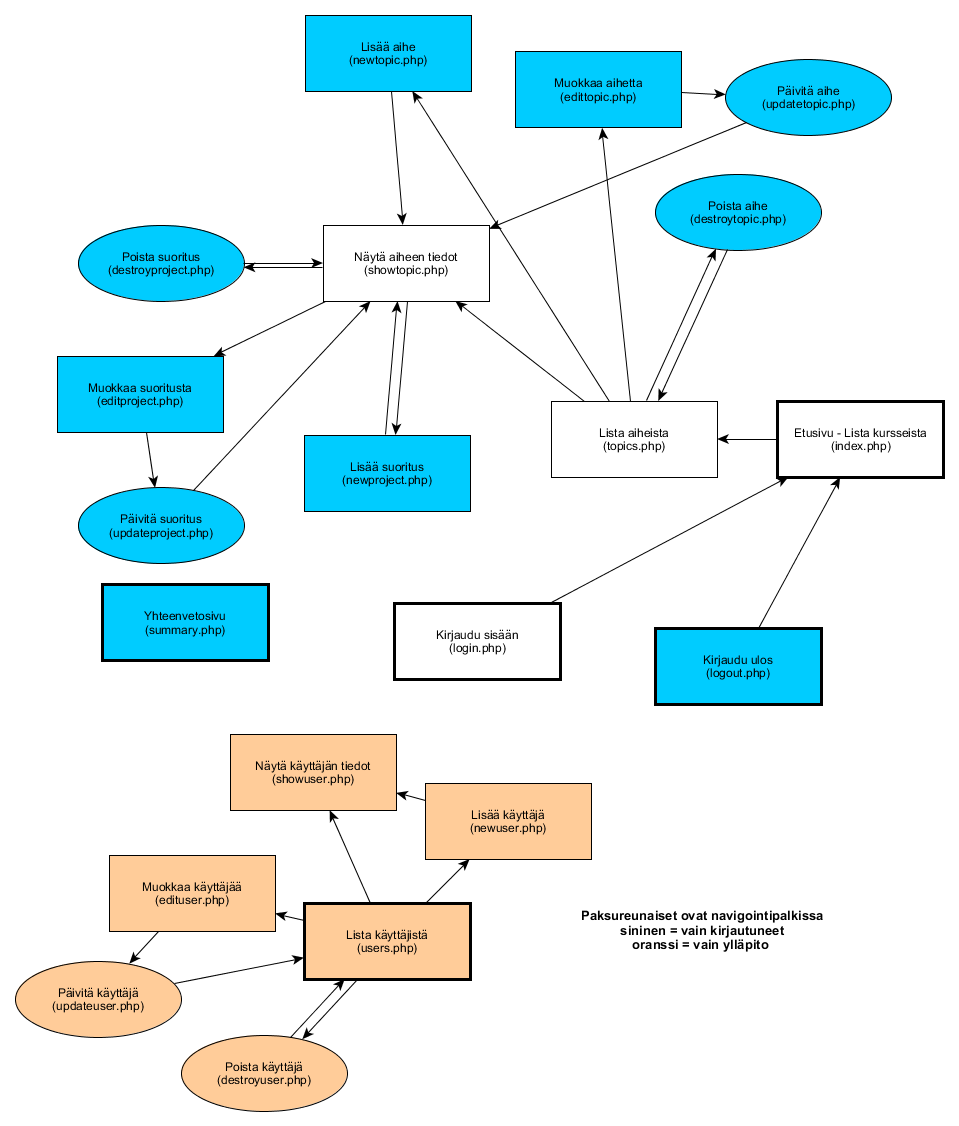 Lisää aihe
(newtopic.php)
Muokkaa aihetta
(edittopic.php)
Päivitä aihe
(updatetopic.php)
Poista aihe
(destroytopic.php)
Poista suoritus
(destroyproject.php)
Näytä aiheen tiedot
(showtopic.php)
Muokkaa suoritusta
(editproject.php)
Lista aiheista
(topics.php)
Etusivu - Lista kursseista
(index.php)
Lisää suoritus
(newproject.php)
Päivitä suoritus
(updateproject.php)
Yhteenvetosivu
(summary.php)
Kirjaudu sisään
(login.php)
Kirjaudu ulos
(logout.php)
Näytä käyttäjän tiedot
(showuser.php)
Lisää käyttäjä
(newuser.php)
Muokkaa käyttäjää
(edituser.php)
Lista käyttäjistä
(users.php)
Paksureunaiset ovat navigointipalkissa
sininen = vain kirjautuneet
oranssi = vain ylläpito
Päivitä käyttäjä
(updateuser.php)
Poista käyttäjä
(destroyuser.php)